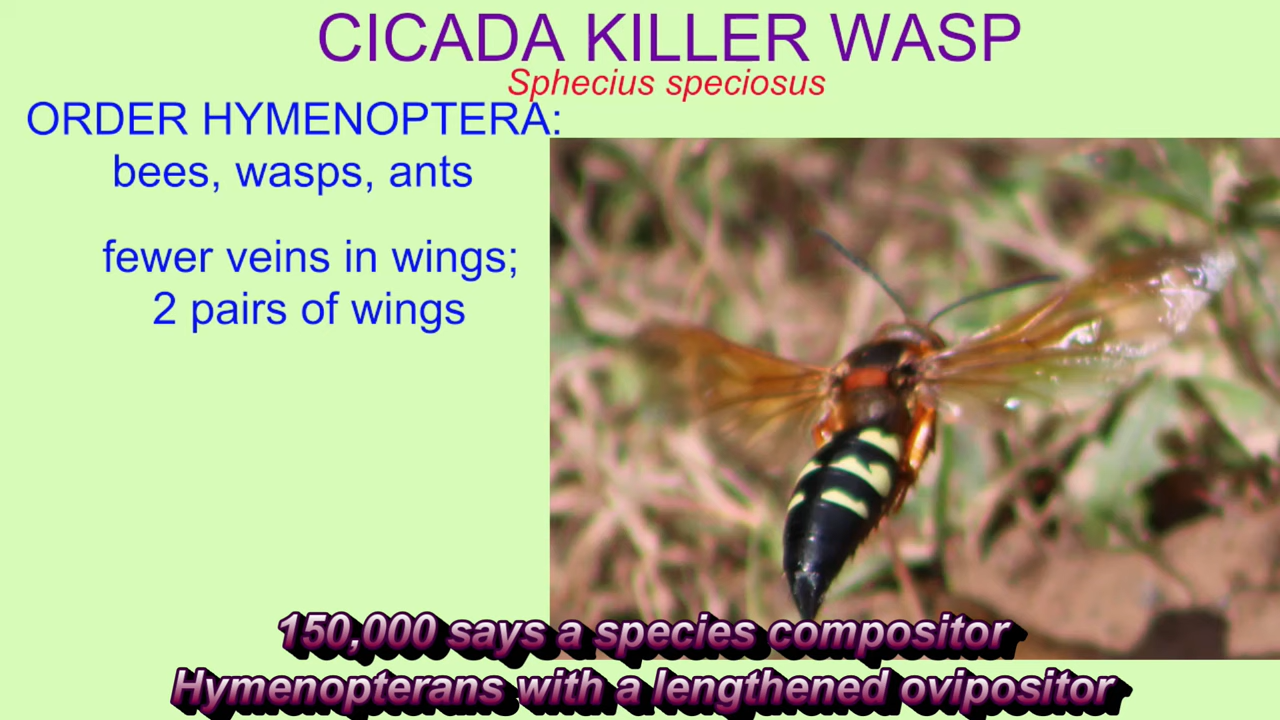 CICADA KILLER WASP
Sphecius speciosus
ORDER HYMENOPTERA:
bees, wasps, ants
fewer veins in wings;
2 pairs of wings
150,000 says a species compositor
Hymenopterans with a lengthened ovipositor